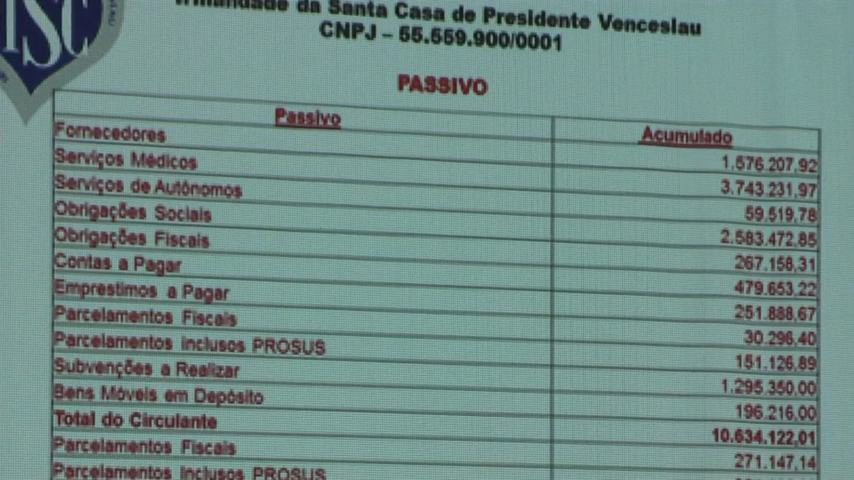 ISC
Irmandade da Santa Casa de Presidente Venceslau
CNPJ – 55.559.900/0001
PASSIVO
Passivo Acumulado
Fornecedores 1.576.207,92
Serviços Médicos 3.743.231,97
Serviços de Autônomos 59.519,78
Obrigações Sociais 2.583.472,85
Obrigações Fiscais 267.158,31
Contas a Pagar 479.653,22
Emprestimos a Pagar 251.888,67
Parcelamentos Fiscais 30.296,40
Parcelamentos inclusos PROSUS 151.126,89
Subvenções a Realizar 1.295.350,00
Bens Móveis em Depósito 196.216,00
Total do Circulante 10.634.122,01
Parcelamentos Fiscais 271.147,14
Parcelamentos Inclusos PROSUS